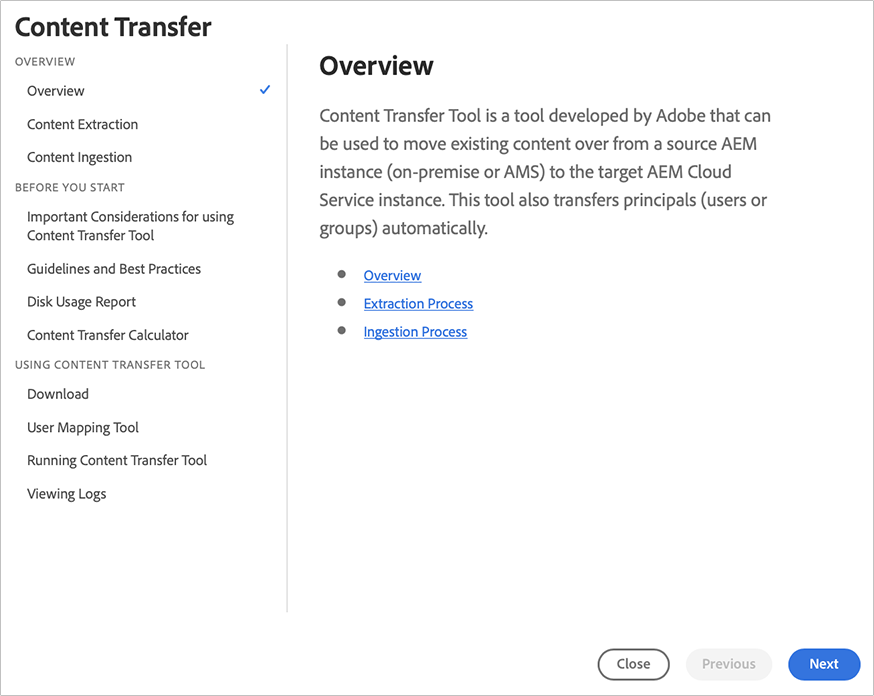 Content Transfer
OVERVIEW
Overview
Content Extraction
Content Ingestion
BEFORE YOU START
Important Considerations for using
Content Transfer Tool
Guidelines and Best Practices
Disk Usage Report
Content Transfer Calculator
USING CONTENT TRANSFER TOOL
Download
User Mapping Tool
Running Content Transfer Tool
Viewing Logs
Overview
Content Transfer Tool is a tool developed by Adobe that can
be used to move existing content over from a source AEM
instance (on-premise or AMS) to the target AEM Cloud
Service instance. This tool also transfers principals (users or
groups) automatically.
Overview
Extraction Process
Ingestion Process
Close
Previous
Next